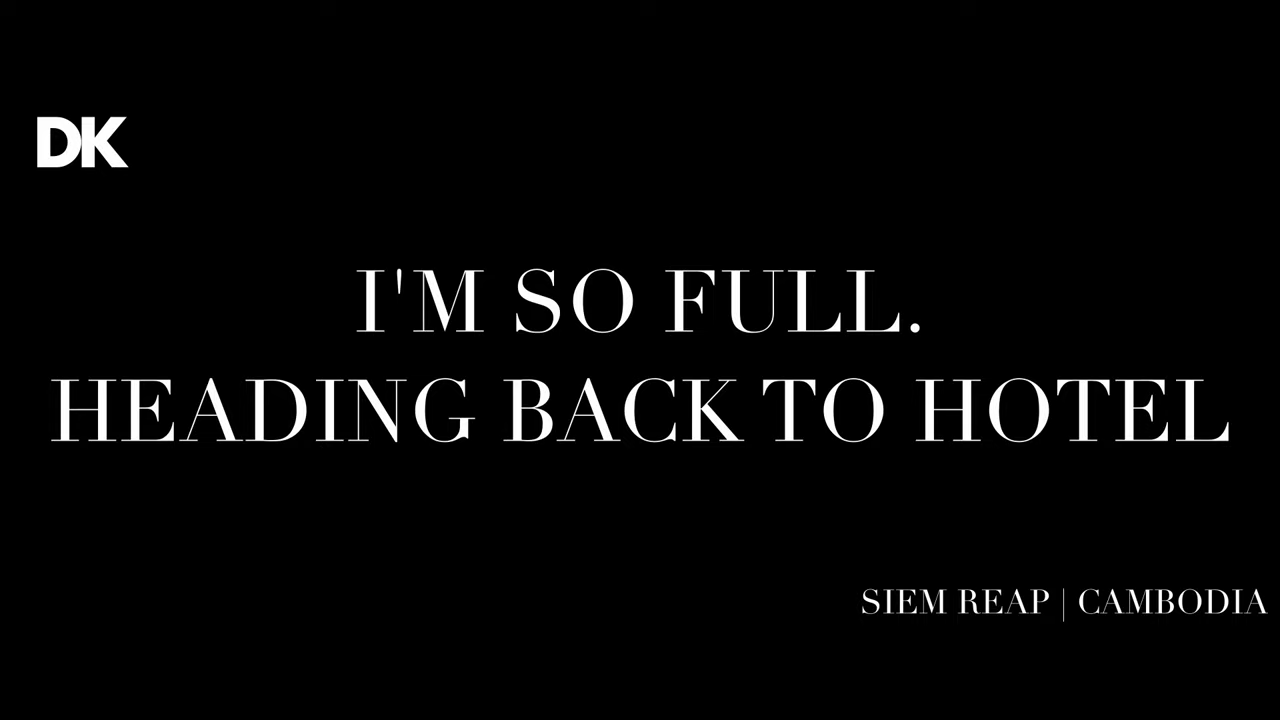 DK
I'M SO FULL.
HEADING BACK TO HOTEL
SIEM REAP | CAMBODIA